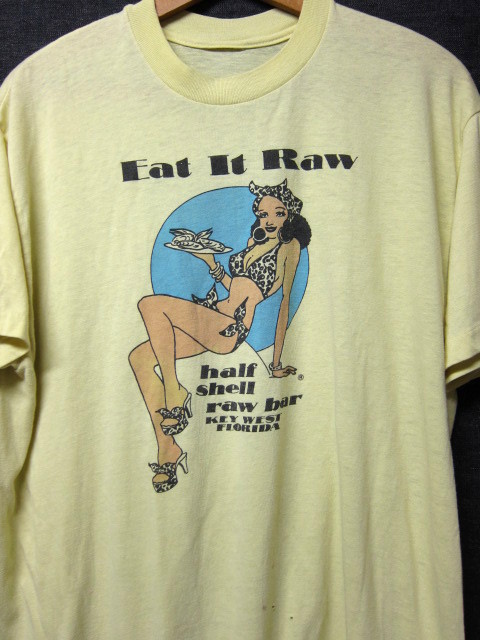 Eat It Raw
half
shell
raw bar
KEY WEST
FLORIDA
®